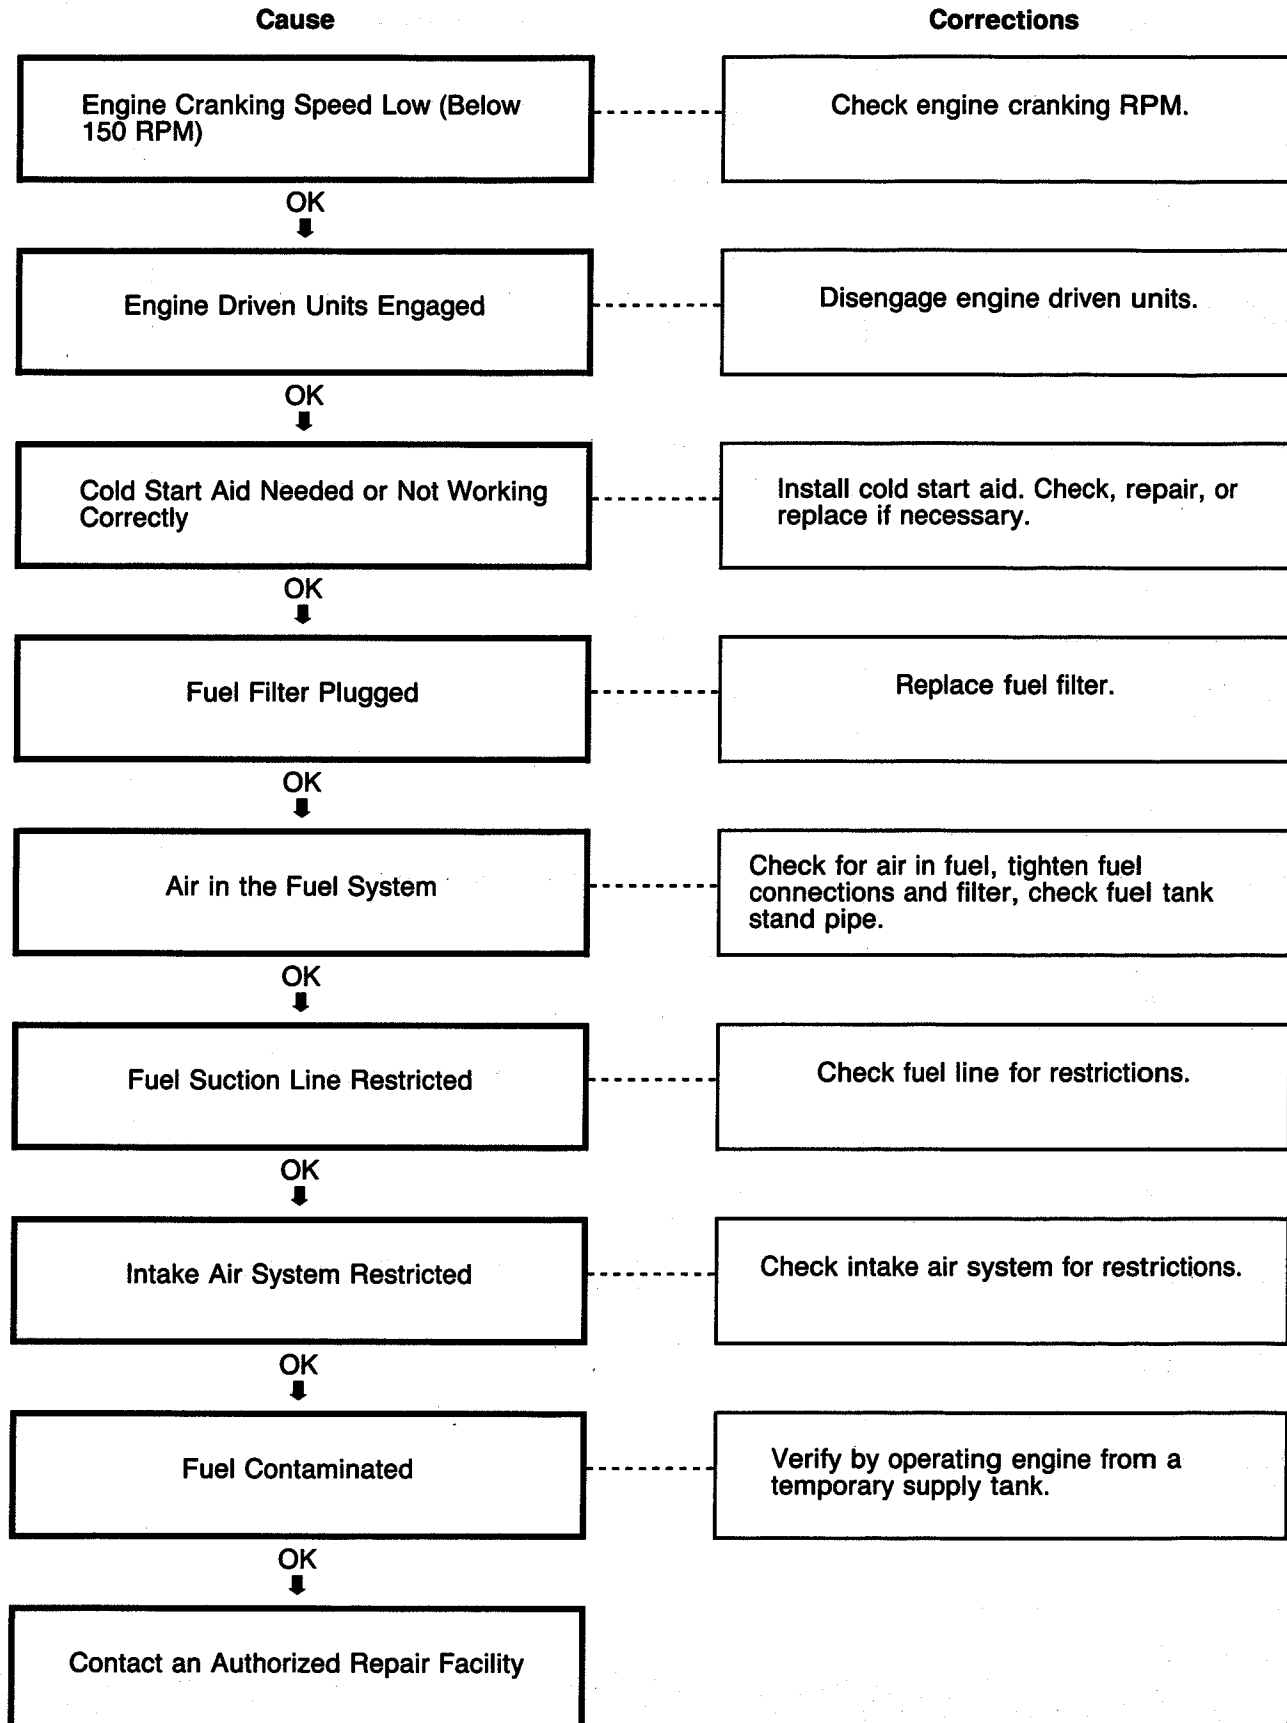 Cause
Corrections
Engine Cranking Speed Low (Below
150 RPM)
Check engine cranking RPM.
OK
Engine Driven Units Engaged
Disengage engine driven units.
OK
Cold Start Aid Needed or Not Working
Correctly
Install cold start aid. Check, repair, or
replace if necessary.
OK
Fuel Filter Plugged
Replace fuel filter.
OK
Air in the Fuel System
Check for air in fuel, tighten fuel
connections and filter, check fuel tank
stand pipe.
OK
Fuel Suction Line Restricted
Check fuel line for restrictions.
OK
Intake Air System Restricted
Check intake air system for restrictions.
OK
Fuel Contaminated
Verify by operating engine from a
temporary supply tank.
OK
Contact an Authorized Repair Facility